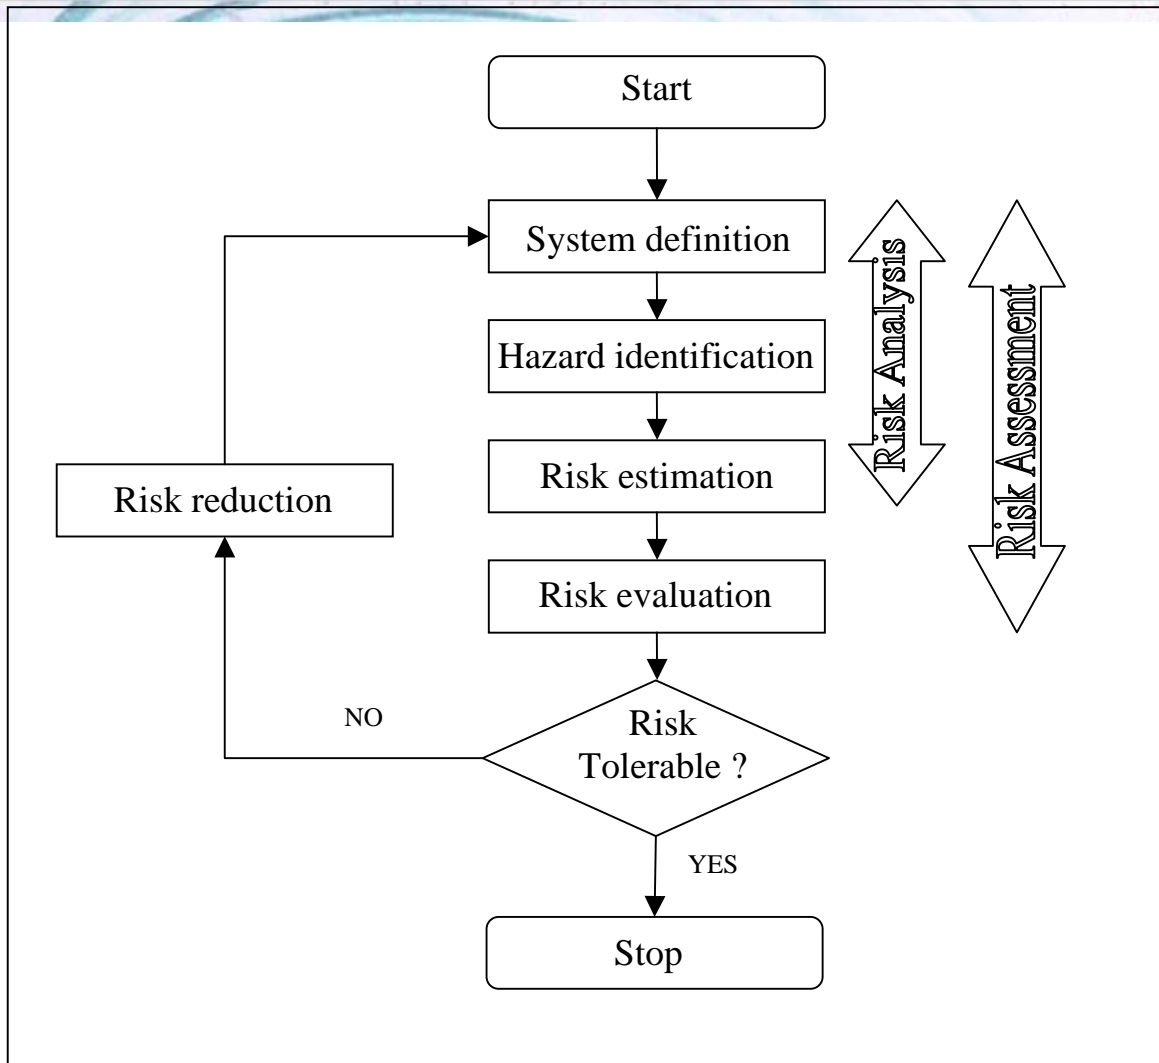 Start
System definition
Hazard identification
Risk estimation
Risk reduction
Risk evaluation
Risk
Tolerable ?
NO
YES
Stop
Risk Analysis
Risk Assessment